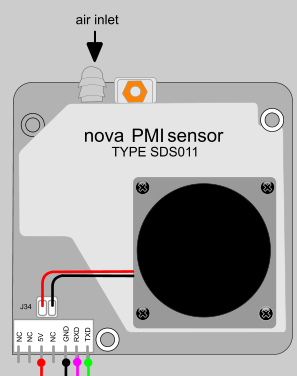 air inlet
nova PMI sensor
TYPE SDS011
J34
NC
NC
5V
NC
GND
RXD
TXD